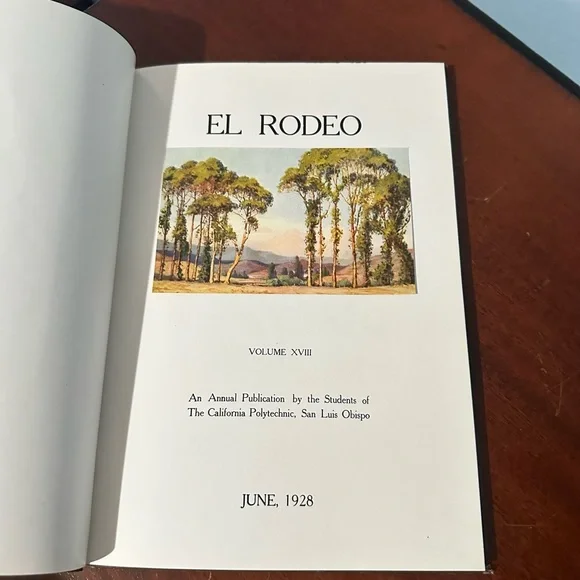 EL RODEO
VOLUME XVIII
An Annual Publication by the Students of
The California Polytechnic, San Luis Obispo
JUNE, 1928